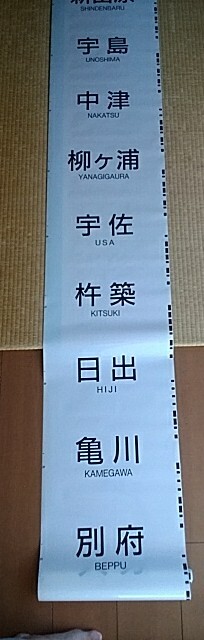 新田原
SHINDENBARU
宇島
UNOSHIMA
中津
NAKATSU
柳ヶ浦
YANAGIGAURA
宇佐
USA
杵築
KITSUKI
日出
HIJI
亀川
KAMEGAWA
別府
BEPPU